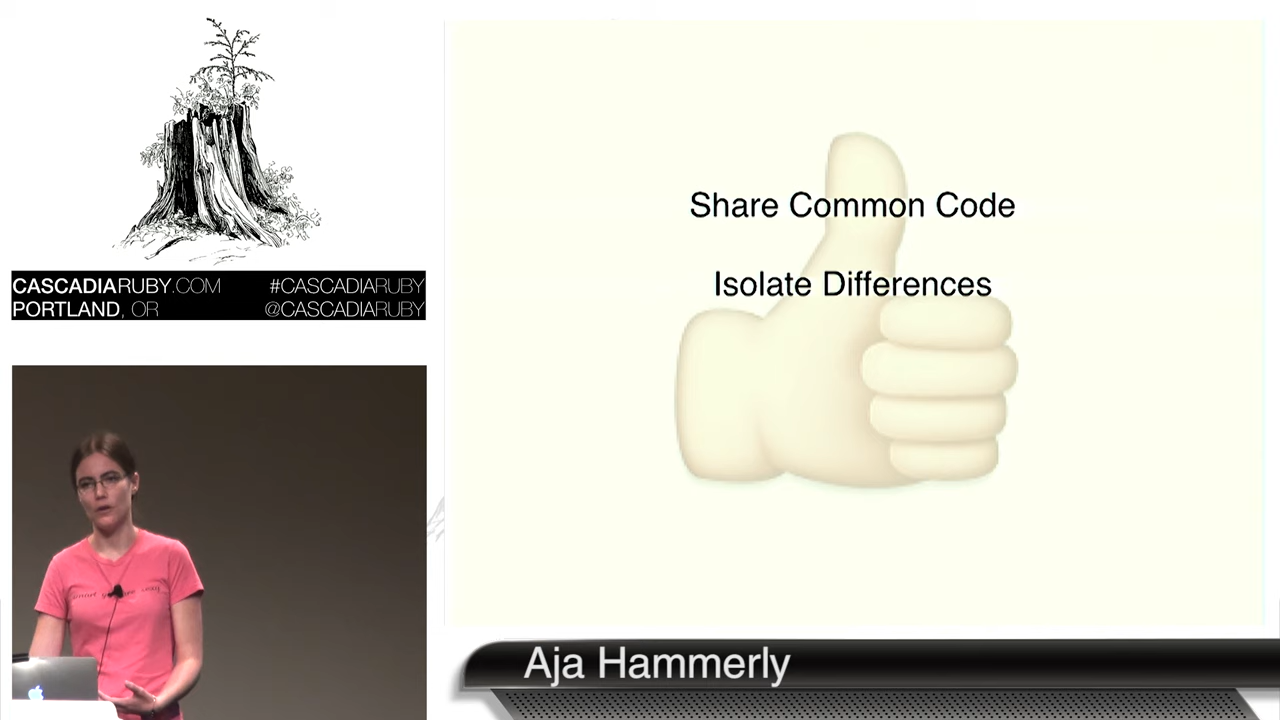 Share Common Code
Isolate Differences
CASCADIARUBY.COM #CASCADIARUBY
PORTLAND, OR @CASCADIARUBY
Aja Hammerly